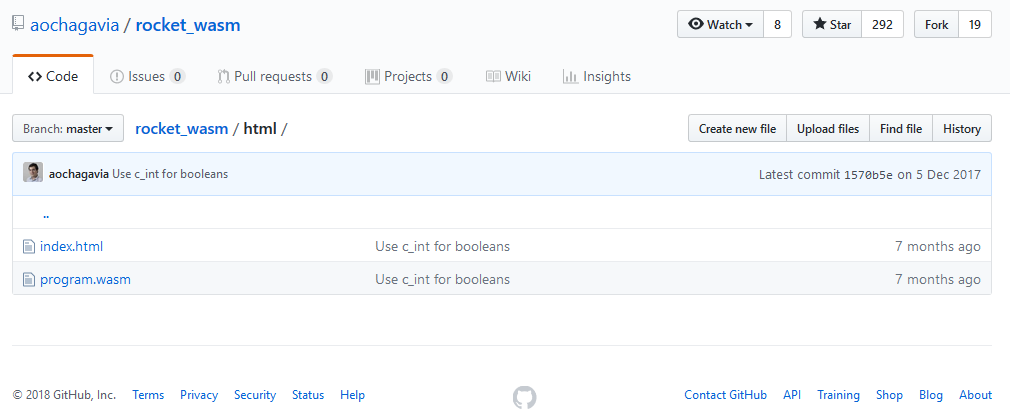 aochagavia / rocket_wasm Watch 8 Star 292 Fork 19
Code Issues 0 Pull requests 0 Projects 0 Wiki Insights
Branch: master rocket_wasm / html / Create new file Upload files Find file History
aochagavia Use c_int for booleans Latest commit 1570b5e on 5 Dec 2017
..
index.html Use c_int for booleans 7 months ago
program.wasm Use c_int for booleans 7 months ago
© 2018 GitHub, Inc. Terms Privacy Security Status Help Contact GitHub API Training Shop Blog About